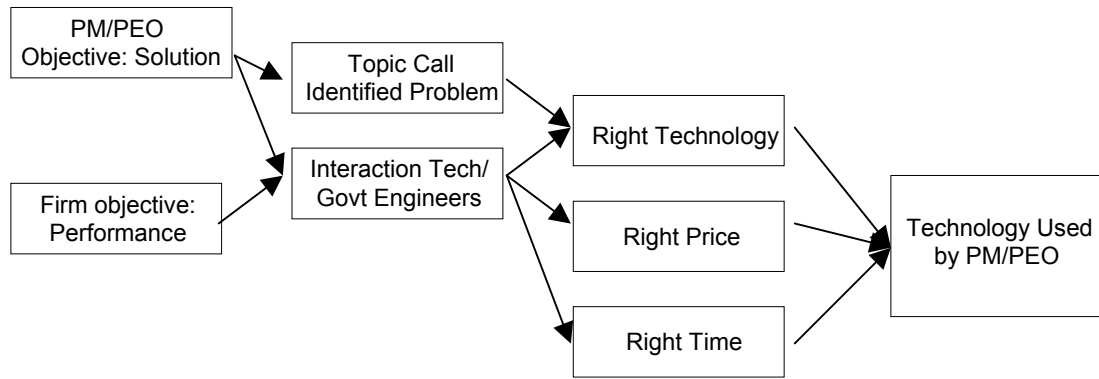 PM/PEO
Objective: Solution
Firm objective:
Performance
Topic Call
Identified Problem
Interaction Tech/
Govt Engineers
Right Technology
Right Price
Right Time
Technology Used
by PM/PEO